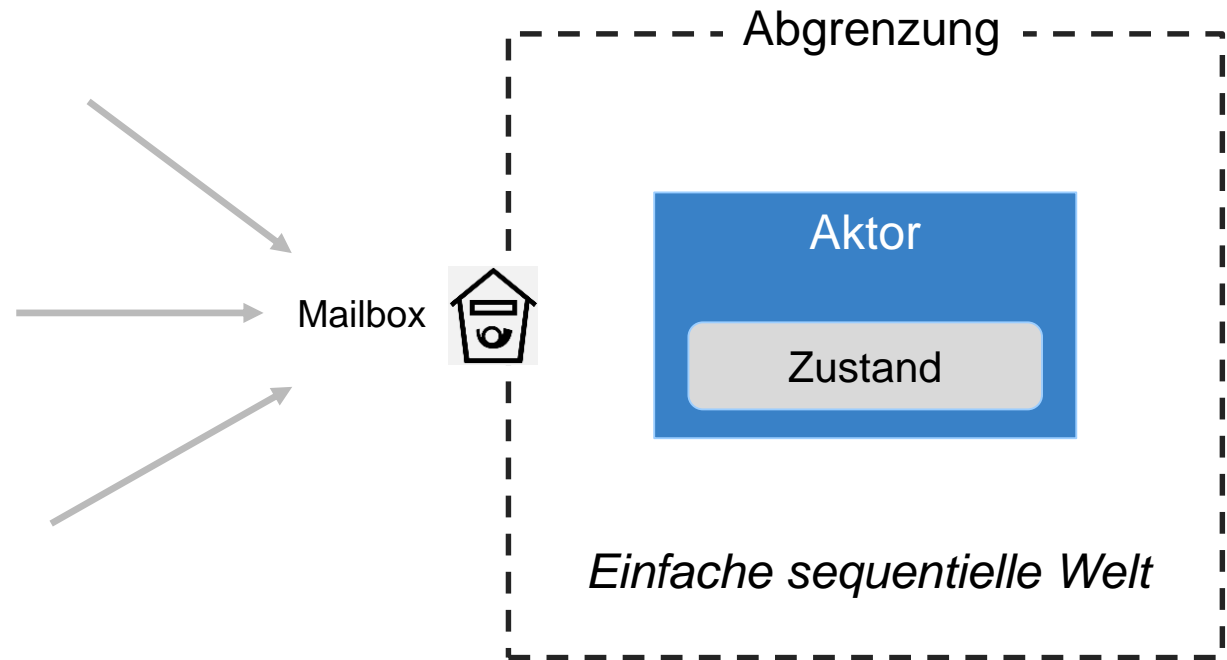 Abgrenzung
Aktor
Mailbox
Zustand
Einfache sequentielle Welt